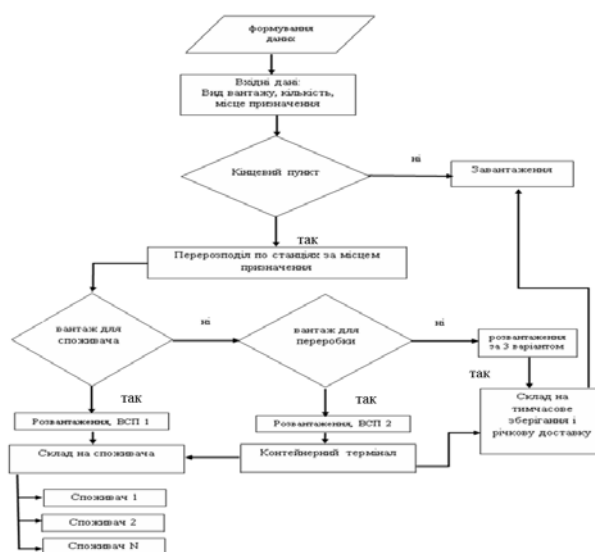 формування
даних
Вхідні дані:
Вид вантажу, кількість,
місце призначення
Кінцевий пункт
ні
Завантаження
так
Перерозподіл по станціях за місцем
призначення
вантаж для
споживача
ні
вантаж для
переробки
ні
розвантаження
за 3 варіантом
так
так
так
Розвантаження, ВСП 1
Розвантаження, ВСП 2
Склад на
тимчасове
зберігання і
річкову доставку
Склад на споживача
Контейнерний термінал
Споживач 1
Споживач 2
Споживач N